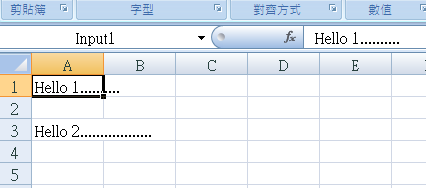 剪貼簿 字型 對齊方式 數值
Input1 fx Hello 1..........
A B C D E
1 Hello 1..........
2
3 Hello 2..................
4
5